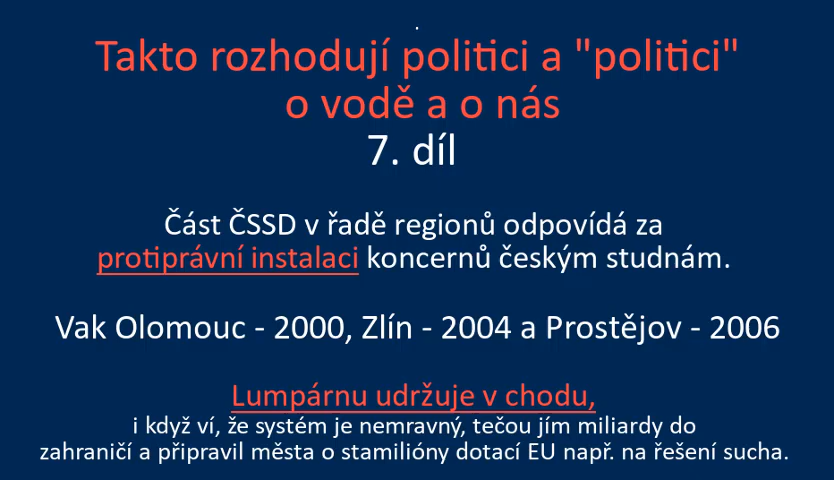 Takto rozhodují politici a "politici"
o vodě a o nás
7. díl
Část ČSSD v řadě regionů odpovídá za
protiprávní instalaci koncernů českým studnám.
Vak Olomouc - 2000, Zlín - 2004 a Prostějov - 2006
Lumpárnu udržuje v chodu,
i když ví, že systém je nemravný, tečou jím miliardy do
zahraničí a připravil města o stamilióny dotací EU např. na řešení sucha.